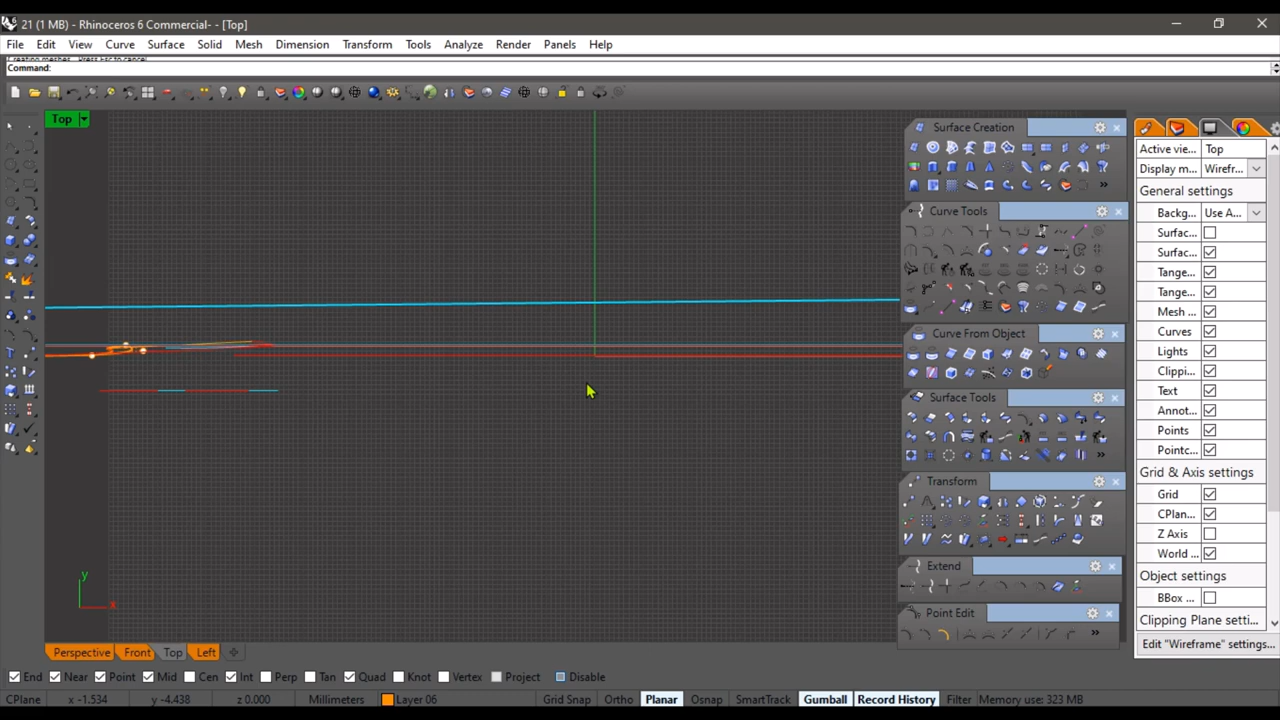 21 (1 MB) - Rhinoceros 6 Commercial- - [Top]
File Edit View Curve Surface Solid Mesh Dimension Transform Tools Analyze Render Panels Help
Creating meshes... Press Esc to cancel
Command:
Top
Surface Creation
Active vie... Top
Display m... Wirefr...
General settings
Curve Tools
Backg... Use A...
Surfac...
Surfac...
Tange...
Tange...
Mesh ...
Curve From Object
Curves
Lights
Clippi...
Text
Surface Tools
Annot...
Points
Pointc...
Grid & Axis settings
Transform
Grid
CPlan...
Z Axis
World ...
Extend
Object settings
y
BBox ...
x
Point Edit
Clipping Plane setti...
Edit "Wireframe" settings...
Perspective Front Top Left
End Near Point Mid Cen Int Perp Tan Quad Knot Vertex Project Disable
CPlane x -1.534 y -4.438 z 0.000 Millimeters Layer 06 Grid Snap Ortho Planar Osnap SmartTrack Gumball Record History Filter Memory use: 323 MB